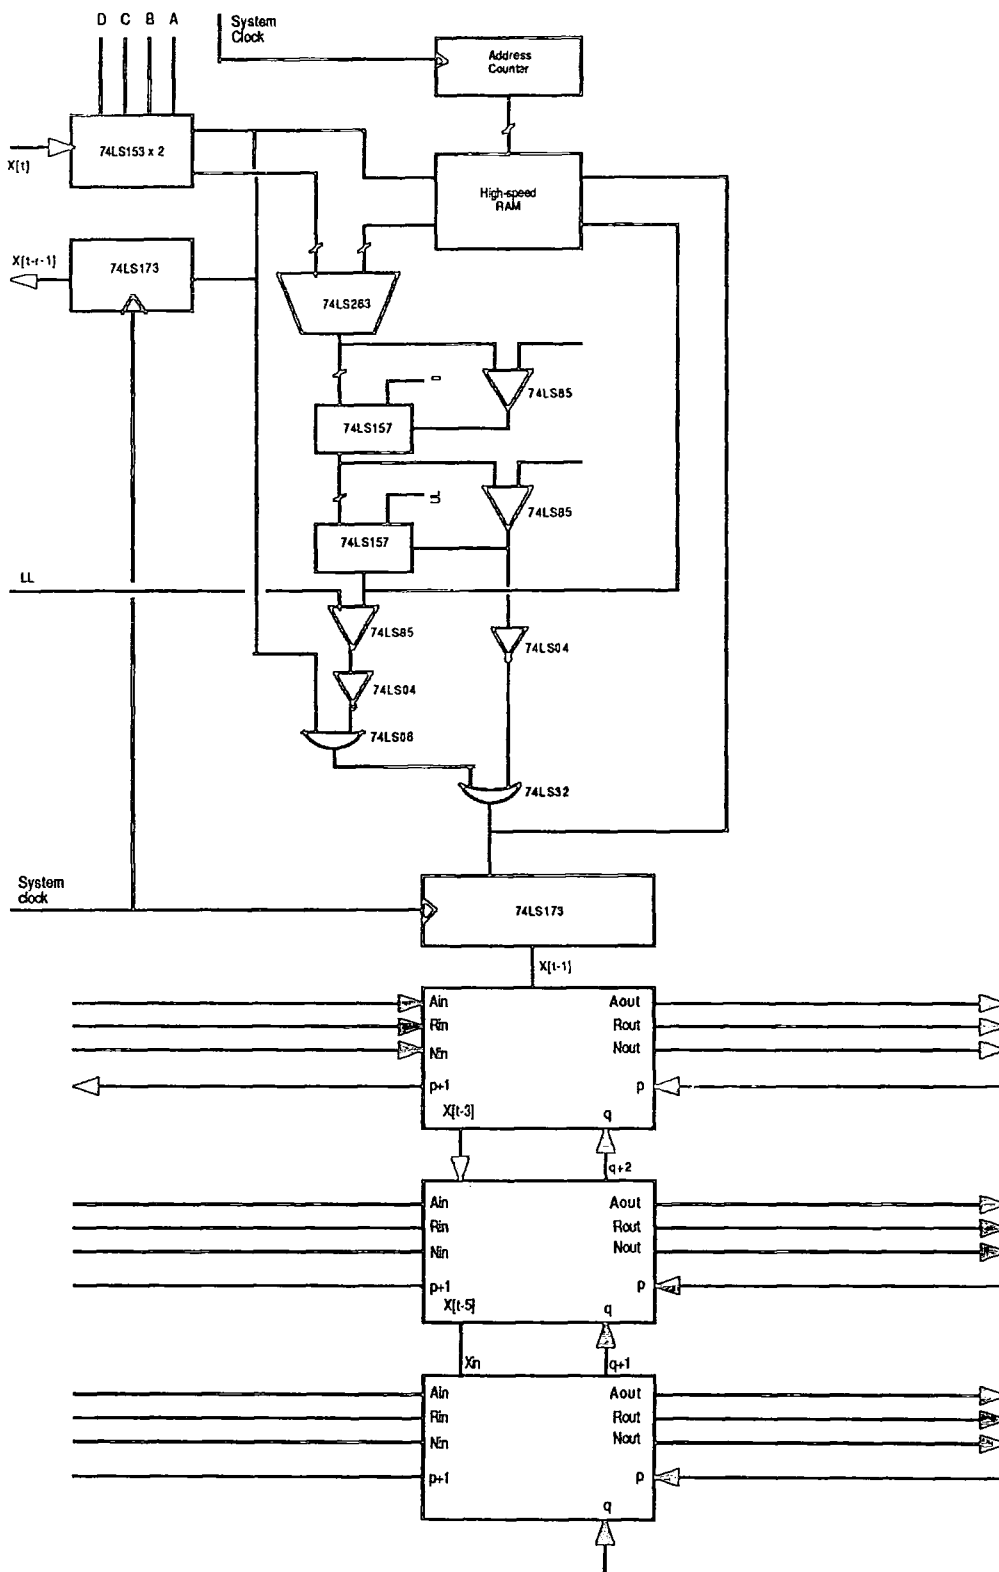 D C B A
System
Clock
Address
Counter
74LS153 x 2
X[t]
High-speed
RAM
74LS173
X[t-r-1]
74LS283
74LS85
74LS157
74LS85
UL
74LS157
LL
74LS85
74LS04
74LS04
74LS08
74LS32
System
clock
74LS173
X[t-1]
Ain Aout
Rin Rout
Nin Nout
p+1 p
X[t-3] q
q+2
Ain Aout
Rin Rout
Nin Nout
p+1 p
X[t-5] q
Xin q+1
Ain Aout
Rin Rout
Nin Nout
p+1 p
q